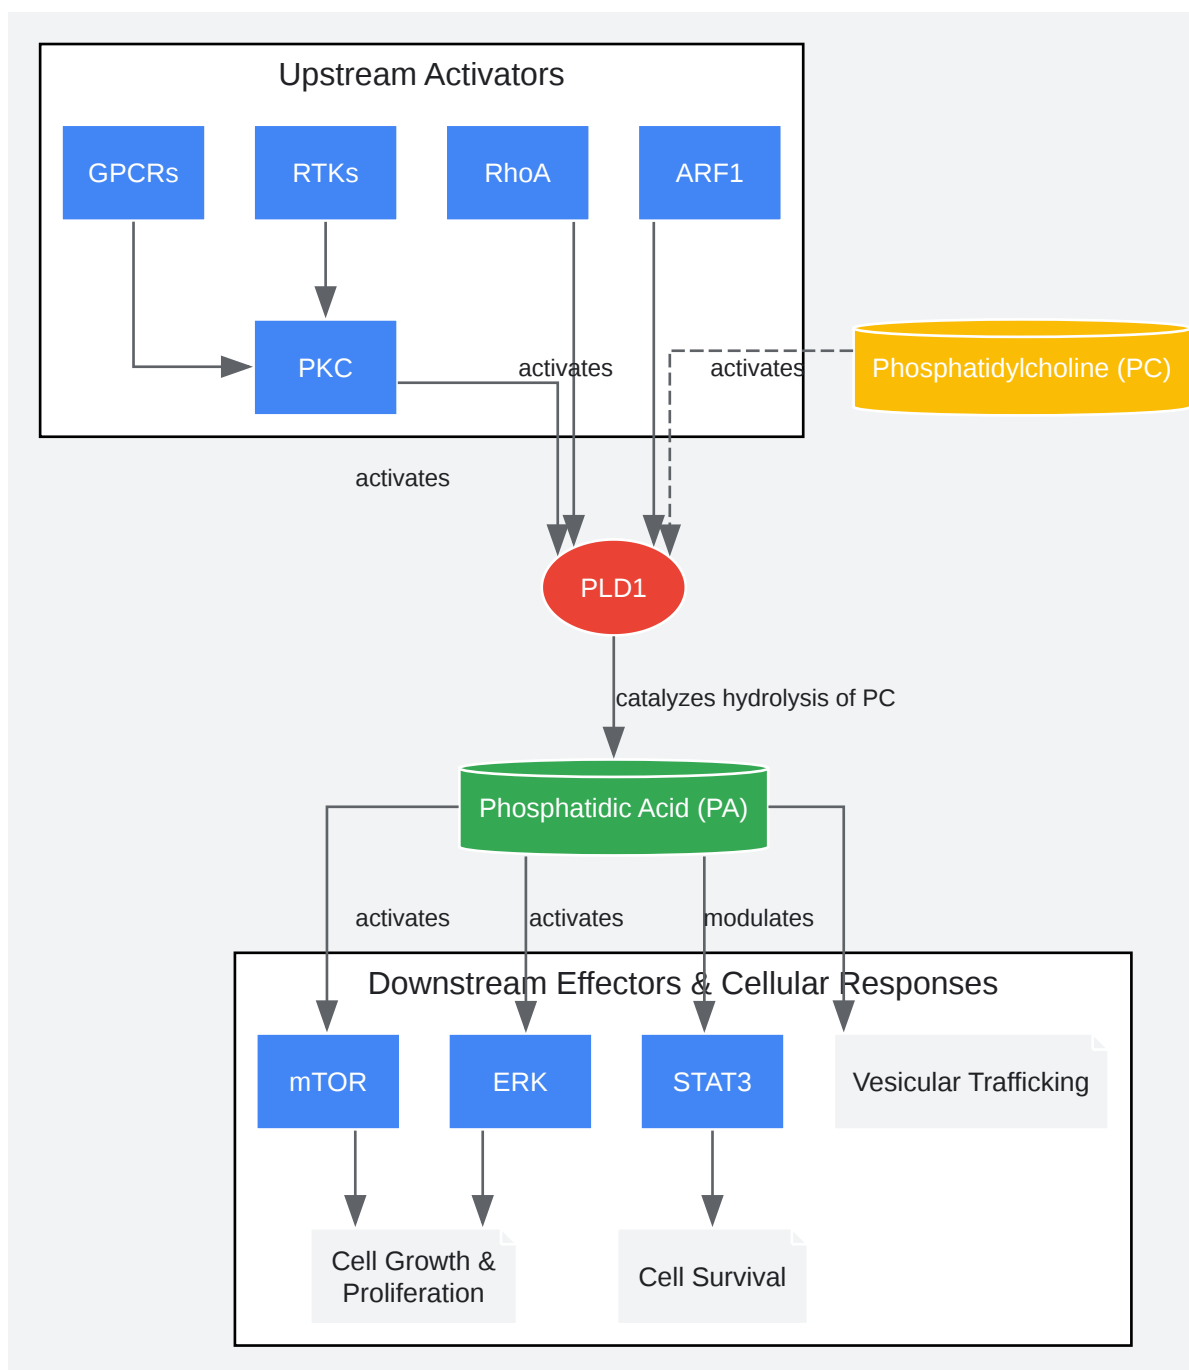 Upstream Activators
GPCRs
RTKs
RhoA
ARF1
PKC
activates
activates
Phosphatidylcholine (PC)
activates
PLD1
catalyzes hydrolysis of PC
Phosphatidic Acid (PA)
activates
activates
modulates
Downstream Effectors & Cellular Responses
mTOR
ERK
STAT3
Vesicular Trafficking
Cell Growth &
Proliferation
Cell Survival